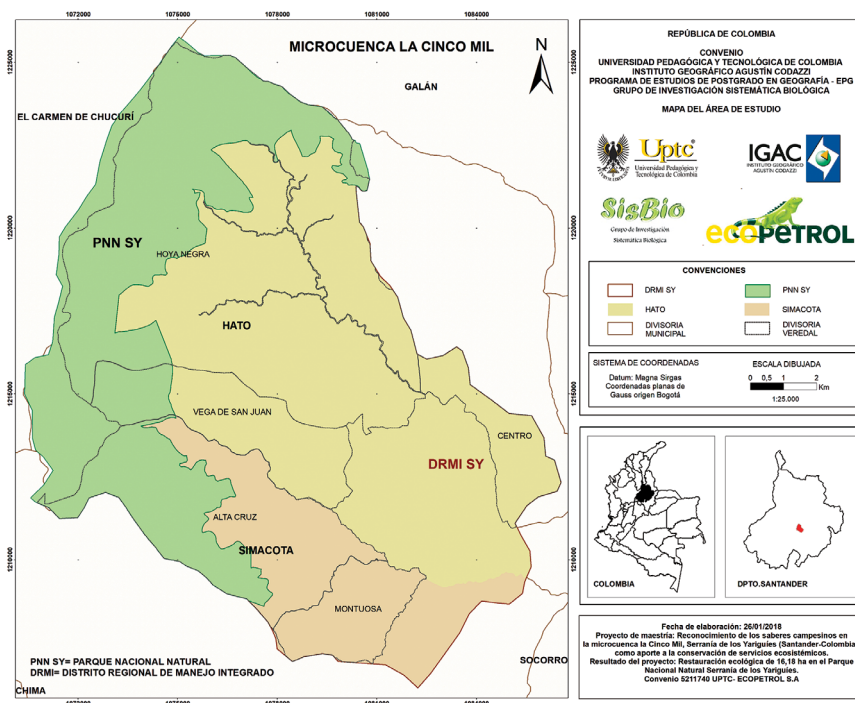 1072000 1075000 1078000 1081000 1084000
MICROCUENCA LA CINCO MIL
N
1225000
1225000
GALÁN
EL CARMEN DE CHUCURÍ
1220000
1220000
PNN SY
HOYA NEGRA
HATO
1215000
1215000
VEGA DE SAN JUAN
CENTRO
DRMI SY
ALTA CRUZ
SIMACOTA
1210000
1210000
MONTUOSA
SOCORRO
PNN SY= PARQUE NACIONAL NATURAL
DRMI= DISTRITO REGIONAL DE MANEJO INTEGRADO
CHIMA
1072000 1075000 1078000 1081000 1084000
REPÚBLICA DE COLOMBIA
CONVENIO
UNIVERSIDAD PEDAGÓGICA Y TECNOLÓGICA DE COLOMBIA
INSTITUTO GEOGRÁFICO AGUSTÍN CODAZZI
PROGRAMA DE ESTUDIOS DE POSTGRADO EN GEOGRAFÍA - EPG
GRUPO DE INVESTIGACIÓN SISTEMÁTICA BIOLÓGICA
MAPA DEL ÁREA DE ESTUDIO
Uptc
Universidad Pedagógica y
Tecnológica de Colombia
IGAC
INSTITUTO GEOGRÁFICO
AGUSTÍN CODAZZI
SisBio
Grupo de Investigación
Sistemática Biológica
ecopetrol
CONVENCIONES
DRMI SY
PNN SY
HATO
SIMACOTA
DIVISORIA
MUNICIPAL
DIVISORIA
VEREDAL
SISTEMA DE COORDENADAS
Datum: Magna Sirgas
Coordenadas planas de
Gauss origen Bogotá
ESCALA DIBUJADA
0 0,5 1 2
Km
1:25.000
COLOMBIA
DPTO.SANTANDER
Fecha de elaboración: 26/01/2018
Proyecto de maestría: Reconocimiento de los saberes campesinos en
la microcuenca la Cinco Mil, Serranía de los Yariguíes (Santander-Colombia
como aporte a la conservación de servicios ecosistémicos.
Resultado del proyecto: Restauración ecológica de 16,18 ha en el Parque
Nacional Natural Serranía de los Yariguíes.
Convenio 5211740 UPTC- ECOPETROL S.A